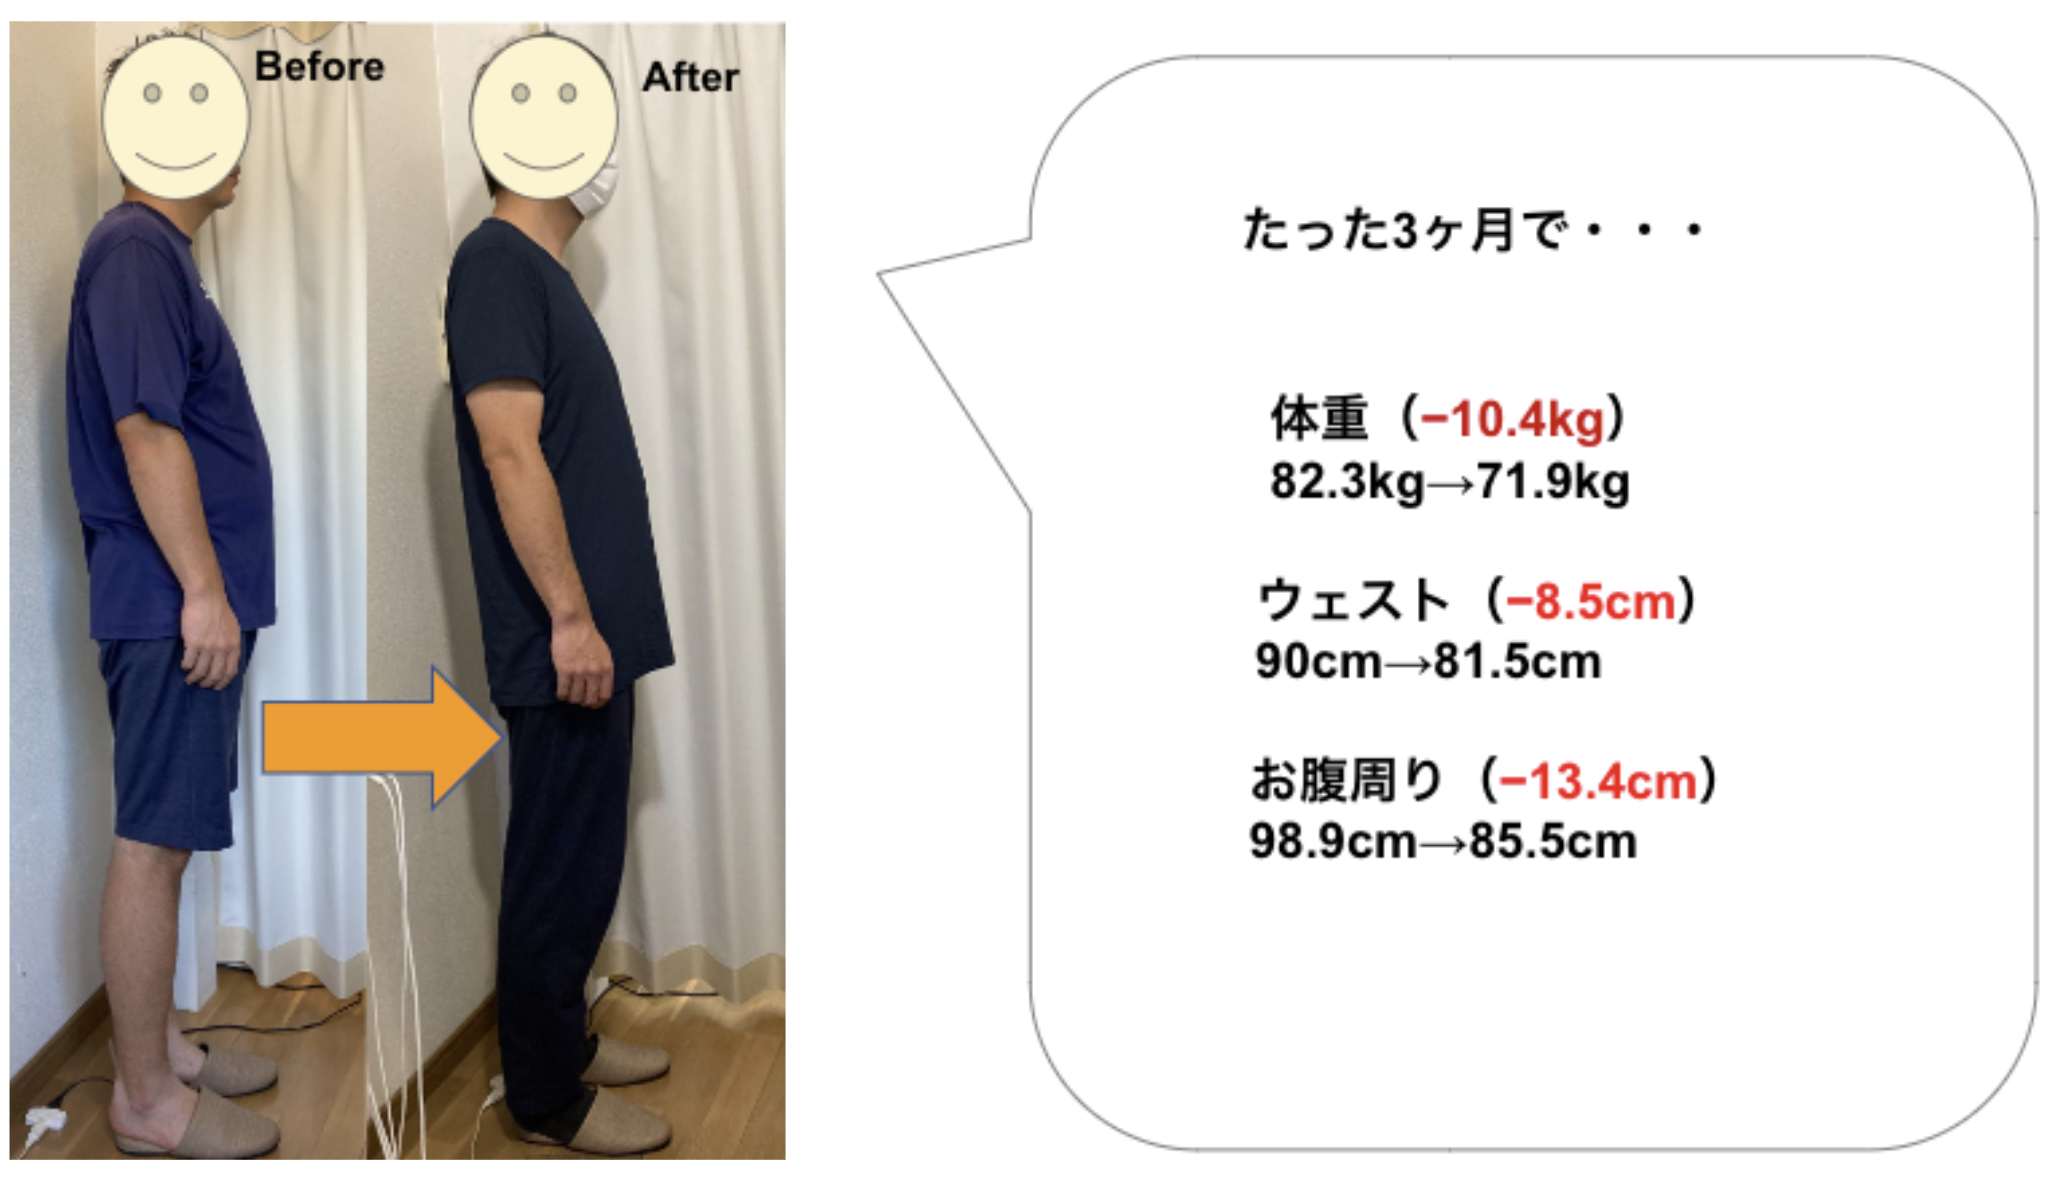 Before
After
たった3ヶ月で・・・
体重（−10.4kg）
82.3kg→71.9kg
ウェスト（−8.5cm）
90cm→81.5cm
お腹周り（−13.4cm）
98.9cm→85.5cm